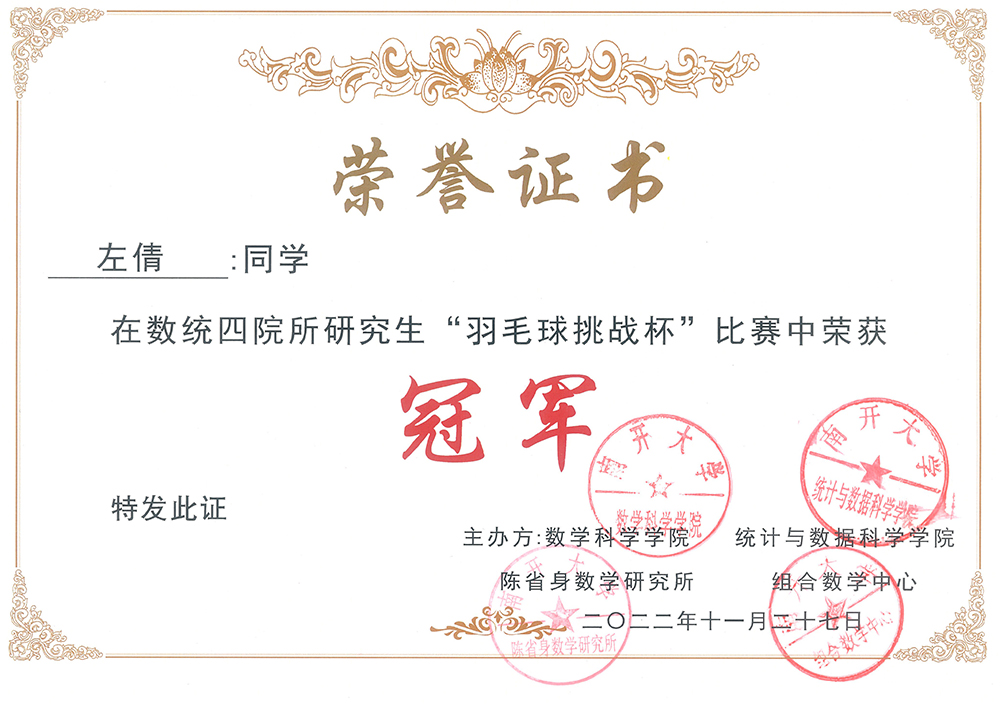 荣誉证书
左倩:同学
在数统四院所研究生“羽毛球挑战杯”比赛中荣获
冠军
特发此证
主办方:数学科学学院 统计与数据科学学院
陈省身数学研究所 组合数学中心
二〇二二年十一月二十七日
南开大学
数学科学学院
南开大学
统计与数据科学学院
南开大学
陈省身数学研究所
南开大学
组合数学中心